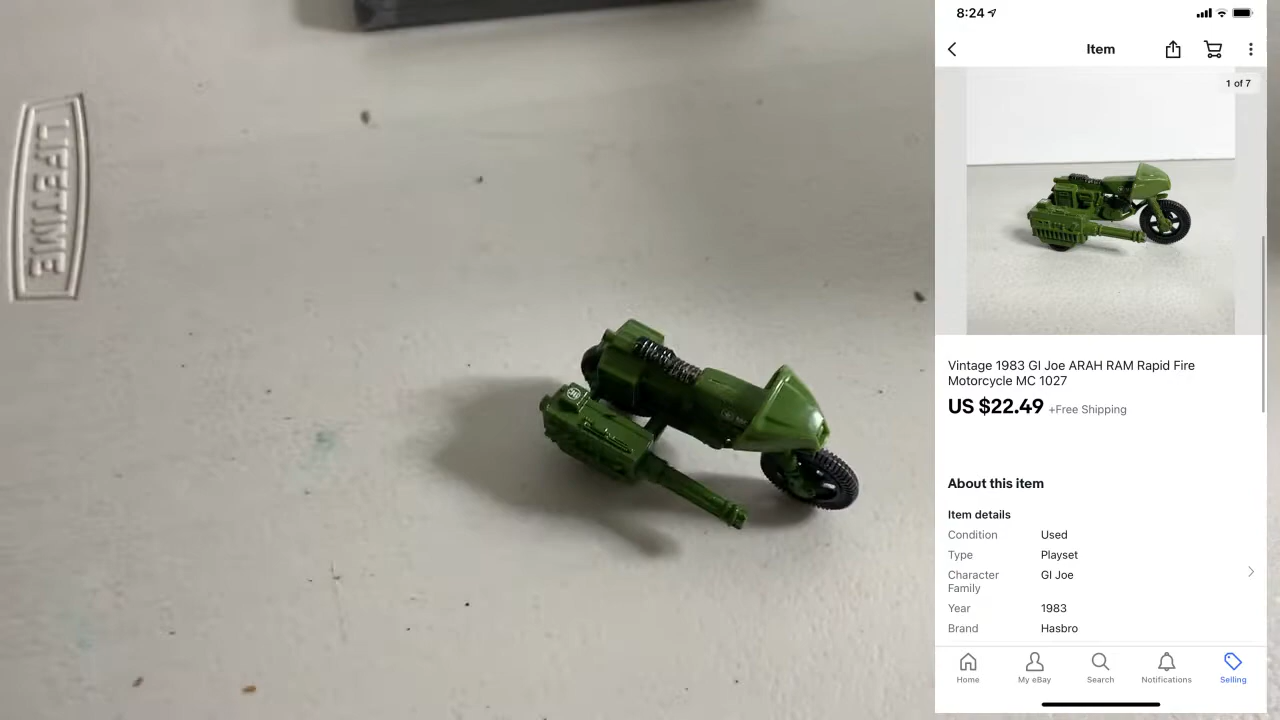 LIFETIME
8:24
Item
1 of 7
Vintage 1983 GI Joe ARAH RAM Rapid Fire
Motorcycle MC 1027
US $22.49 +Free Shipping
About this item
Item details
Condition Used
Type Playset
Character GI Joe
Family
Year 1983
Brand Hasbro
Home My eBay Search Notifications Selling